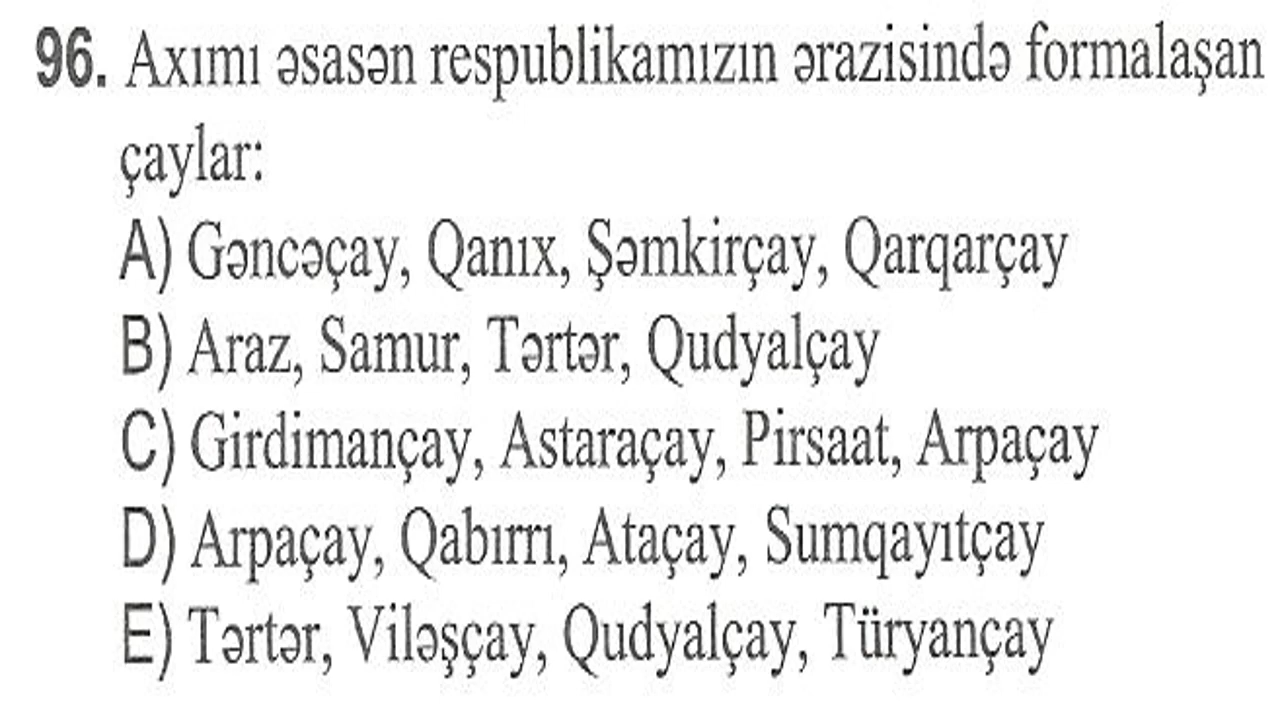 96. Axımı əsasən respublikamızın ərazisində formalaşan
çaylar:
A) Gəncəçay, Qanıx, Şəmkirçay, Qarqarçay
B) Araz, Samur, Tərtər, Qudyalçay
C) Girdimançay, Astaraçay, Pirsaat, Arpaçay
D) Arpaçay, Qabırrı, Ataçay, Sumqayıtçay
E) Tərtər, Viləşçay, Qudyalçay, Türyançay